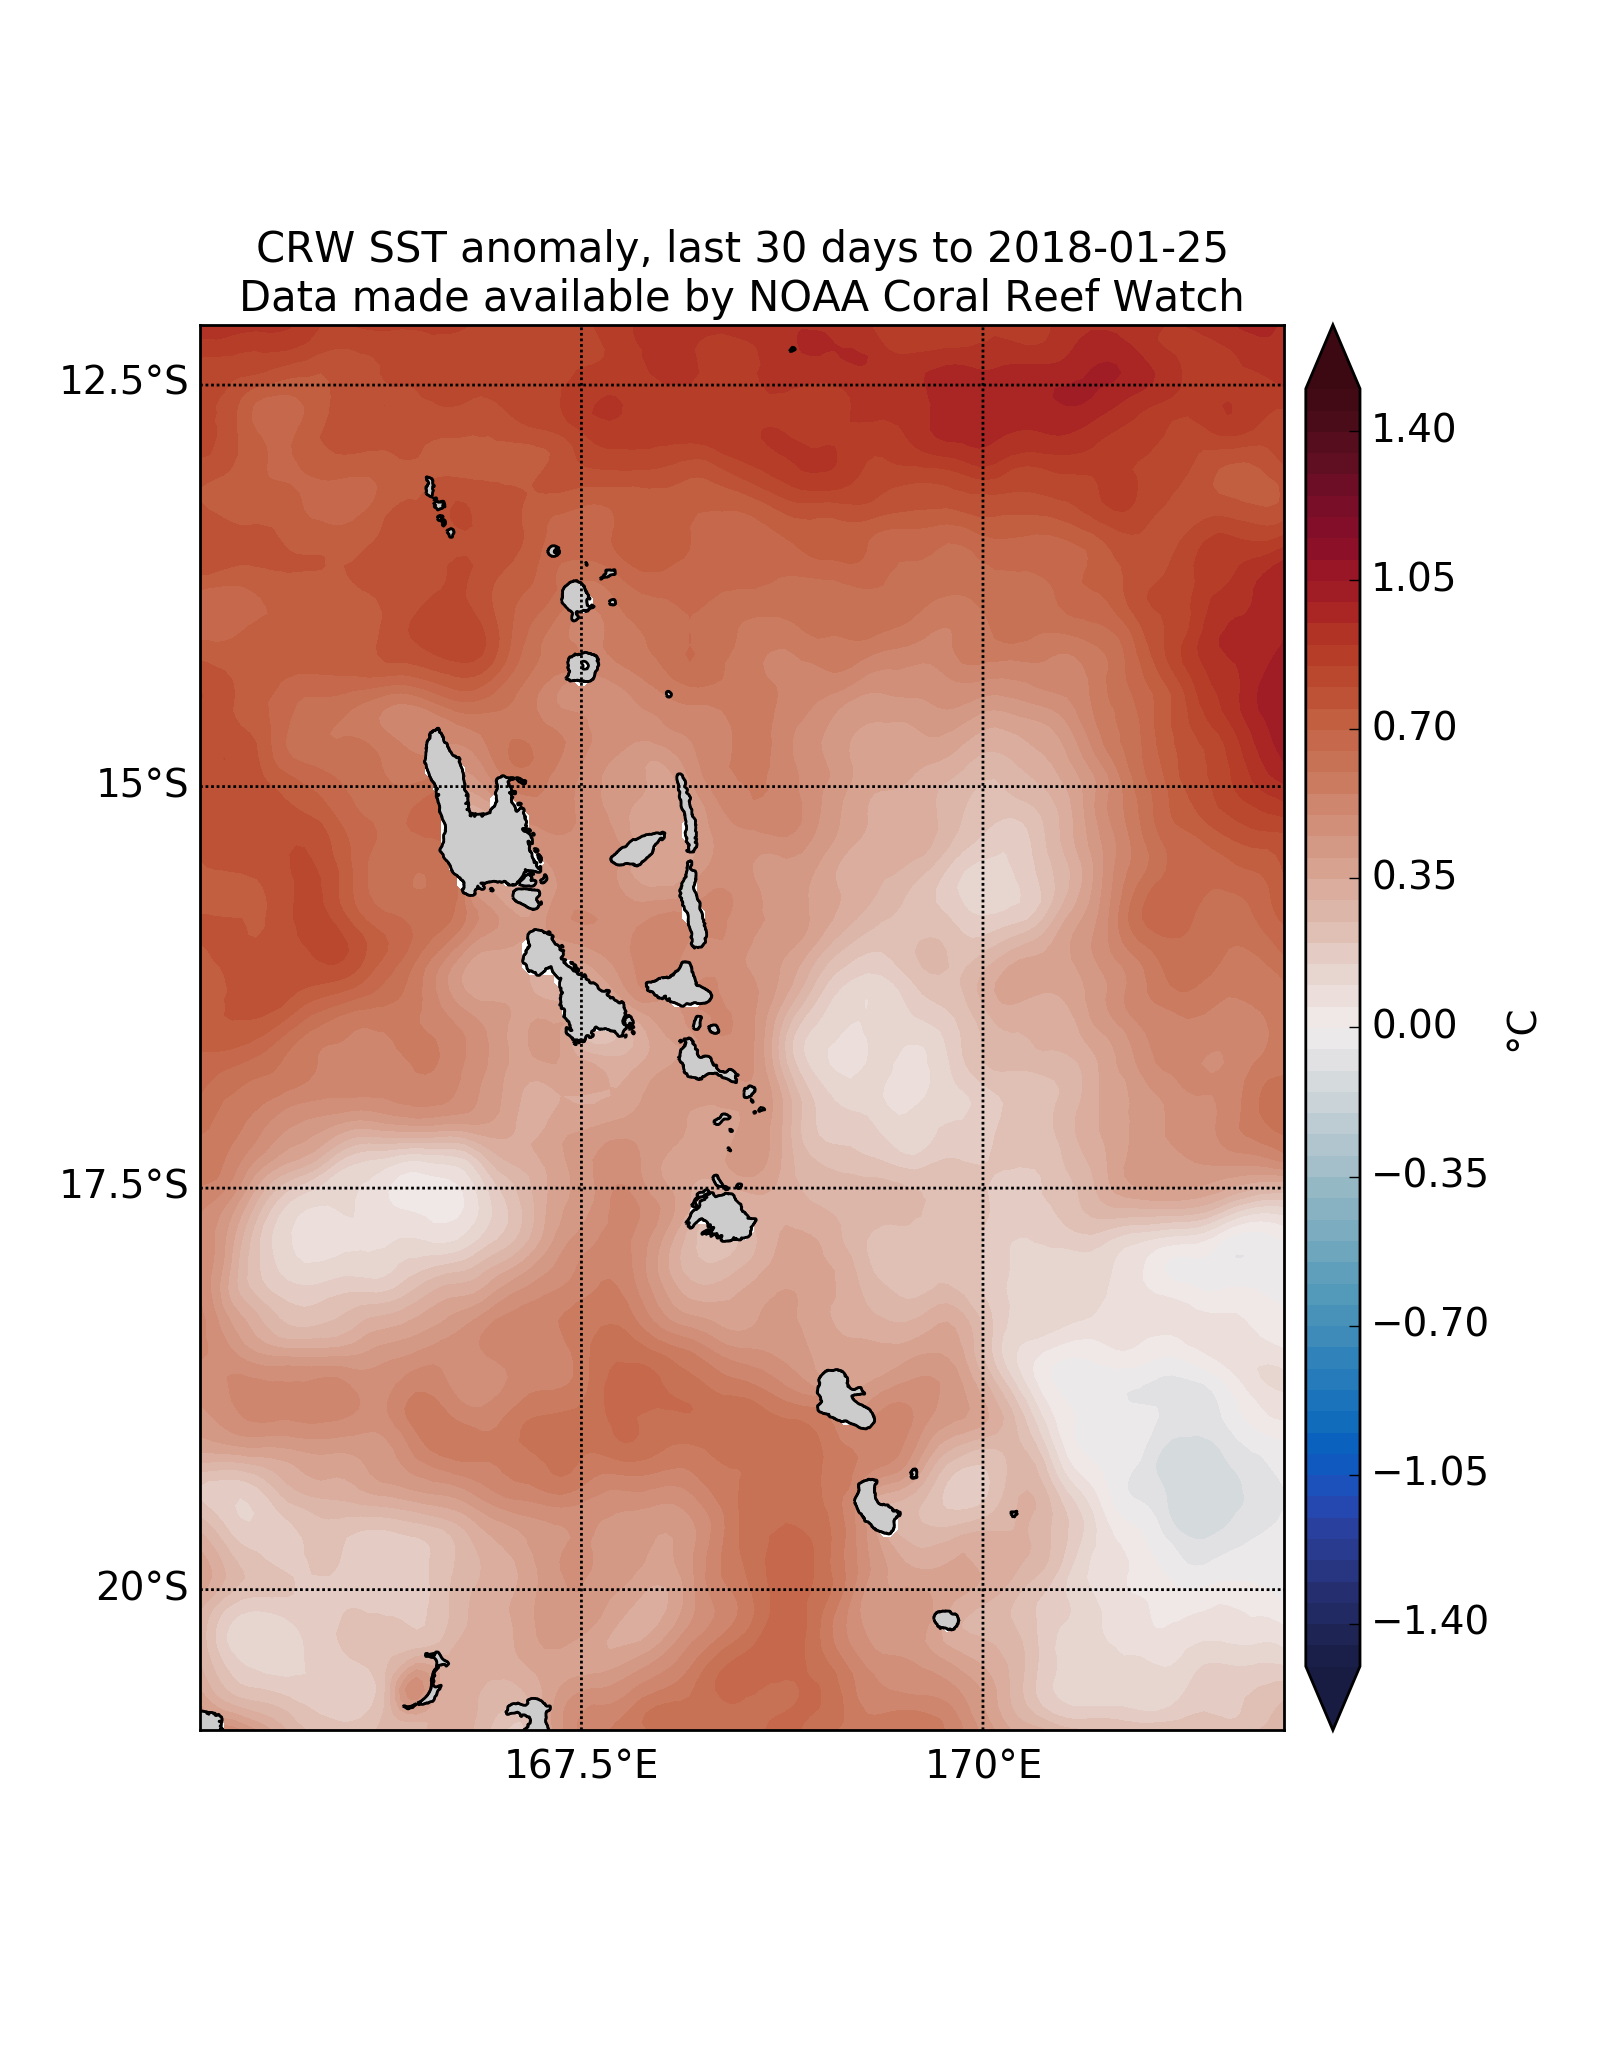 CRW SST anomaly, last 30 days to 2018-01-25
Data made available by NOAA Coral Reef Watch
12.5°S
15°S
17.5°S
20°S
167.5°E
170°E
1.40
1.05
0.70
0.35
0.00
−0.35
−0.70
−1.05
−1.40
°C